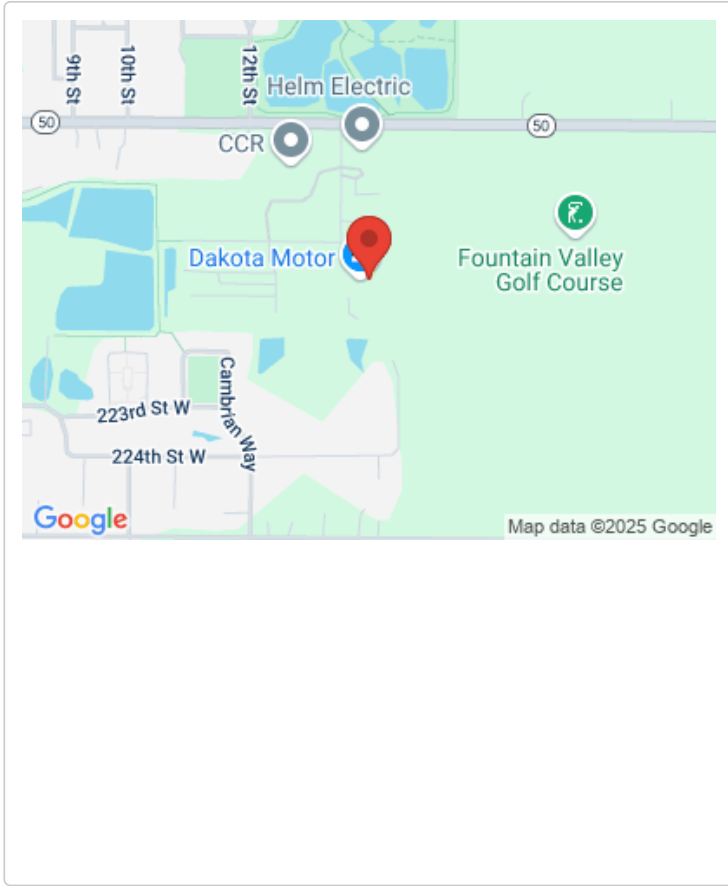 9th St
10th St
12th St
Helm Electric
50
50
CCR
Dakota Motor
Fountain Valley
Golf Course
Cambrian Way
223rd St W
224th St W
Google
Map data ©2025 Google